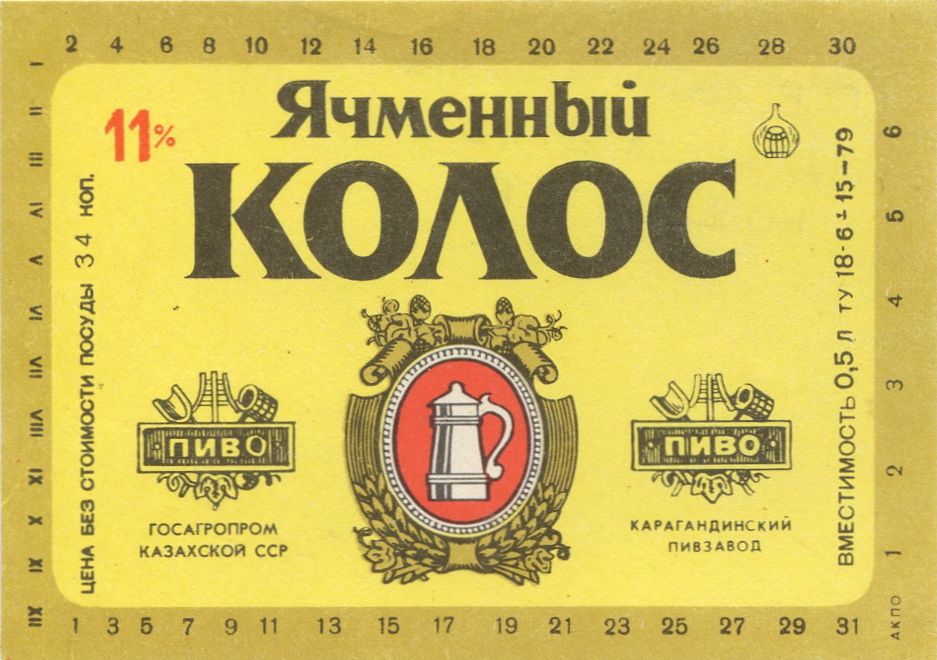 2 4 6 8 10 12 14 16 18 20 22 24 26 28 30
Ячменный
КОЛОС
11%
ЦЕНА БЕЗ СТОИМОСТИ ПОСУДЫ 34 КОП.
ПИВО
ГОСАГРОПРОМ
КАЗАХСКОЙ ССР
ПИВО
КАРАГАНДИНСКИЙ
ПИВЗАВОД
ВМЕСТИМОСТЬ 0,5 Л ТУ 18-6-15-79
I II III IV V VI VII VIII IX X XI XII
6 5 4 3 2 1
АКПО
1 3 5 7 9 11 13 15 17 19 21 23 25 27 29 31